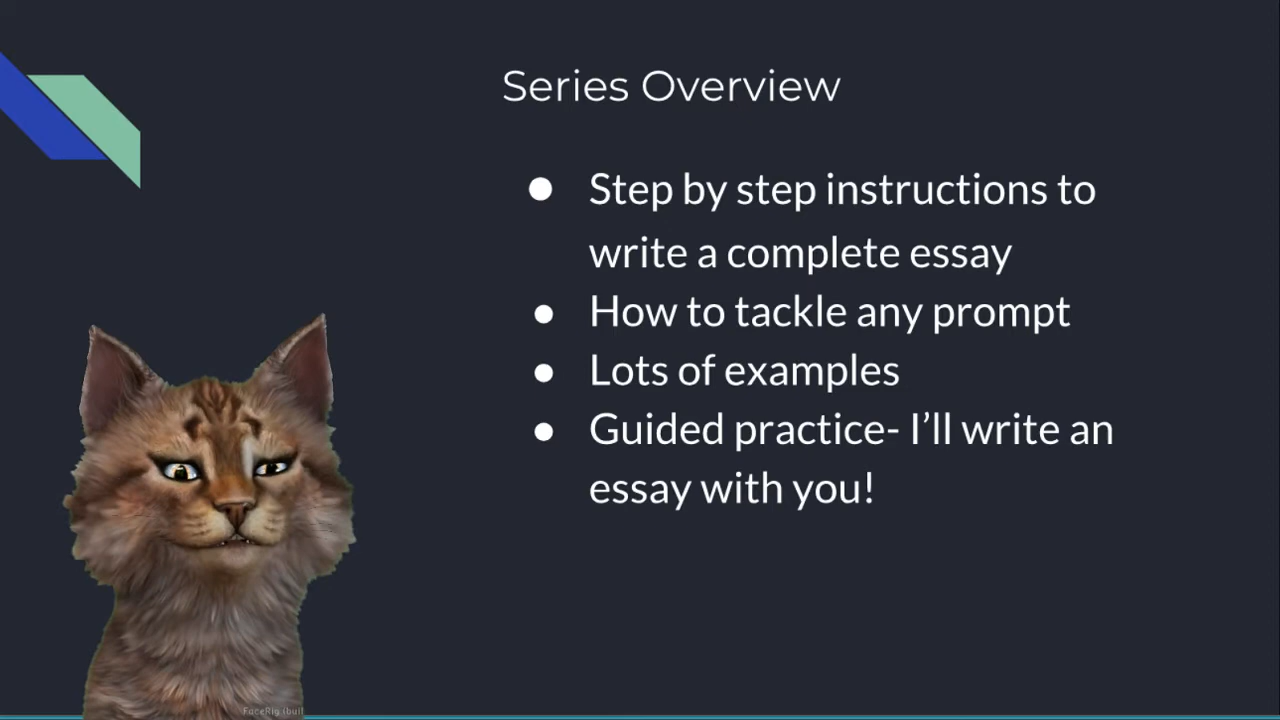 Series Overview
● Step by step instructions to
write a complete essay
● How to tackle any prompt
● Lots of examples
● Guided practice- I’ll write an
essay with you!
FaceRig